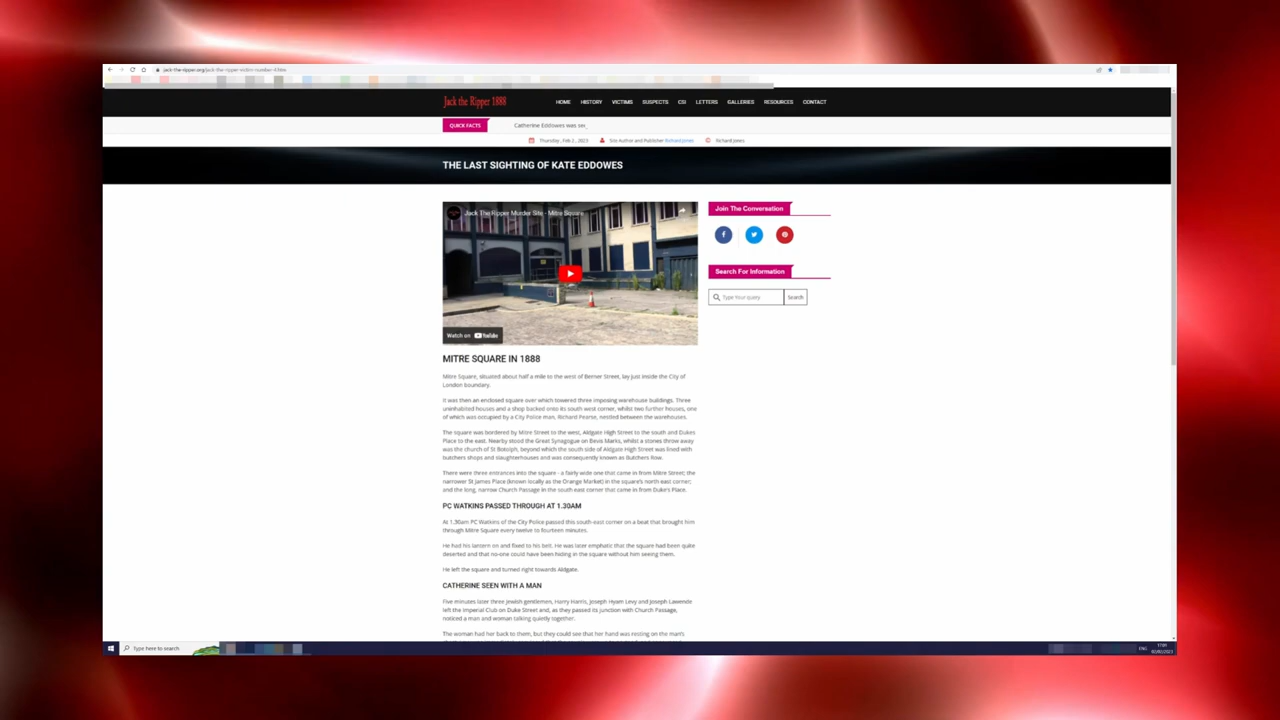 jack-the-ripper.org/jack-the-ripper-victim-number-4.htm
Jack the Ripper 1888
HOME HISTORY VICTIMS SUSPECTS CSI LETTERS GALLERIES RESOURCES CONTACT
QUICK FACTS Catherine Eddowes was see_
Thursday , Feb 2 , 2023 Site Author and Publisher Richard Jones Richard Jones
THE LAST SIGHTING OF KATE EDDOWES
Jack The Ripper Murder Site - Mitre Square
Watch on YouTube
Join The Conversation
Search For Information
Type Your query Search
MITRE SQUARE IN 1888
Mitre Square, situated about half a mile to the west of Berner Street, lay just inside the City of
London boundary.
It was then an enclosed square over which towered three imposing warehouse buildings. Three
uninhabited houses and a shop backed onto its south west corner, whilst two further houses, one
of which was occupied by a City Police man, Richard Pearse, nestled between the warehouses.
The square was bordered by Mitre Street to the west, Aldgate High Street to the south and Dukes
Place to the east. Nearby stood the Great Synagogue on Bevis Marks, whilst a stones throw away
was the church of St Botolph, beyond which the south side of Aldgate High Street was lined with
butchers shops and slaughterhouses and was consequently known as Butchers Row.
There were three entrances into the square - a fairly wide one that came in from Mitre Street; the
narrower St James Place (known locally as the Orange Market) in the square's north east corner;
and the long, narrow Church Passage in the south east corner that came in from Duke's Place.
PC WATKINS PASSED THROUGH AT 1.30AM
At 1.30am PC Watkins of the City Police passed this south-east corner on a beat that brought him
through Mitre Square every twelve to fourteen minutes.
He had his lantern on and fixed to his belt. He was later emphatic that the square had been quite
deserted and that no-one could have been hiding in the square without him seeing them.
He left the square and turned right towards Aldgate.
CATHERINE SEEN WITH A MAN
Five minutes later three Jewish gentlemen, Harry Harris, Joseph Hyam Levy and Joseph Lawende
left the Imperial Club on Duke Street and, as they passed its junction with Church Passage,
noticed a man and woman talking quietly together.
The woman had her back to them, but they could see that her hand was resting on the man's
Type here to search
ENG
02/02/2023